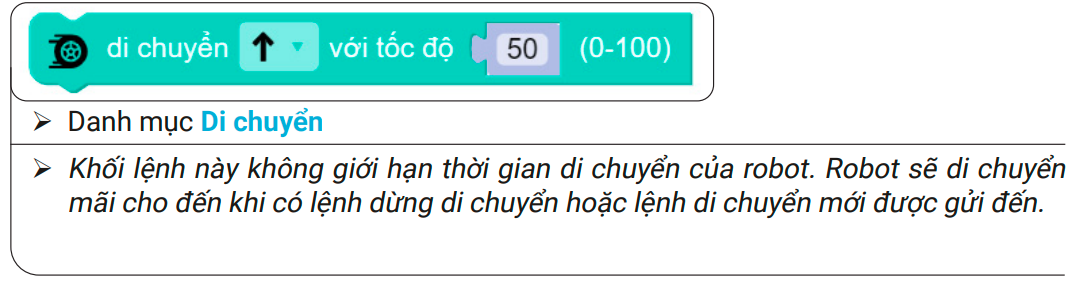 di chuyển ↑ với tốc độ 50 (0-100)
➢ Danh mục Di chuyển
➢ Khối lệnh này không giới hạn thời gian di chuyển của robot. Robot sẽ di chuyển
mãi cho đến khi có lệnh dừng di chuyển hoặc lệnh di chuyển mới được gửi đến.